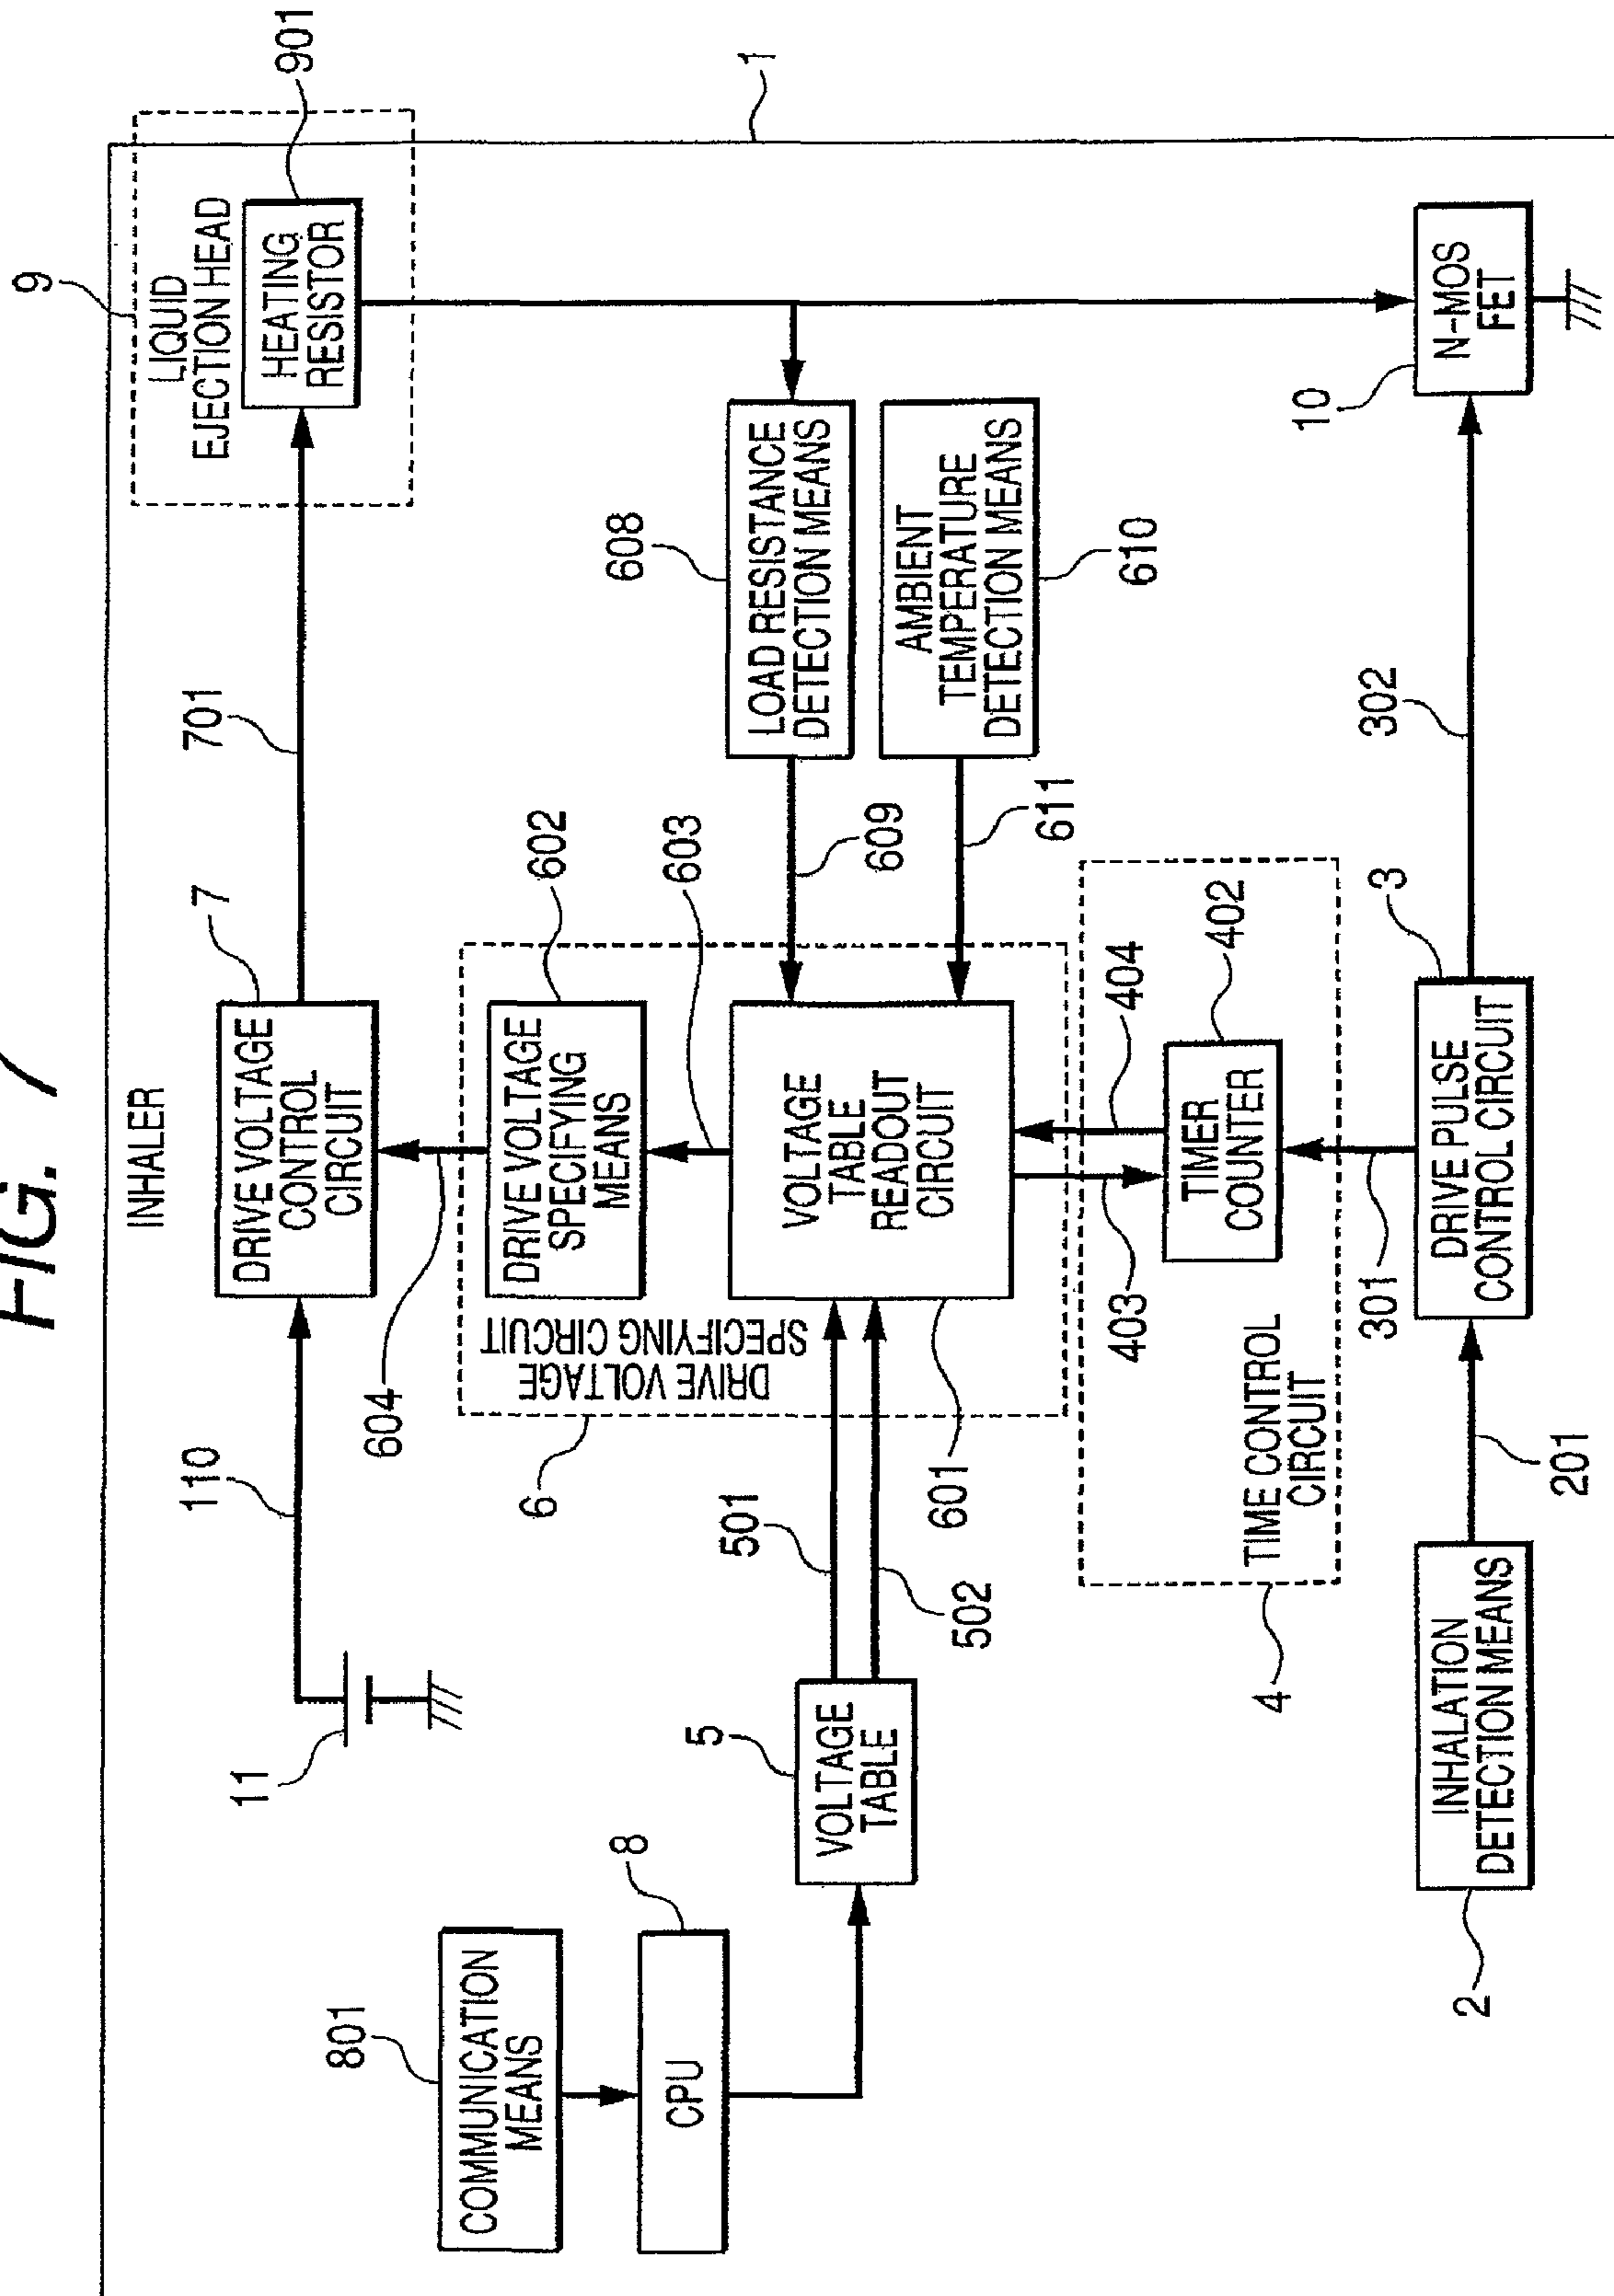 FIG. 7
INHALER
1
9
LIQUID
EJECTION HEAD
HEATING
RESISTOR
901
701
7
DRIVE VOLTAGE
CONTROL
CIRCUIT
110
11
604
602
DRIVE VOLTAGE
SPECIFYING
MEANS
603
DRIVE VOLTAGE
SPECIFYING CIRCUIT
6
VOLTAGE
TABLE
READOUT
CIRCUIT
601
608
LOAD RESISTANCE
DETECTION MEANS
609
AMBIENT
TEMPERATURE
DETECTION MEANS
610
611
501
502
5
VOLTAGE
TABLE
801
COMMUNICATION
MEANS
8
CPU
404
402
403
TIMER
COUNTER
TIME CONTROL
CIRCUIT
4
301
3
DRIVE PULSE
CONTROL CIRCUIT
302
10
N-MOS
FET
201
INHALATION
DETECTION MEANS
2